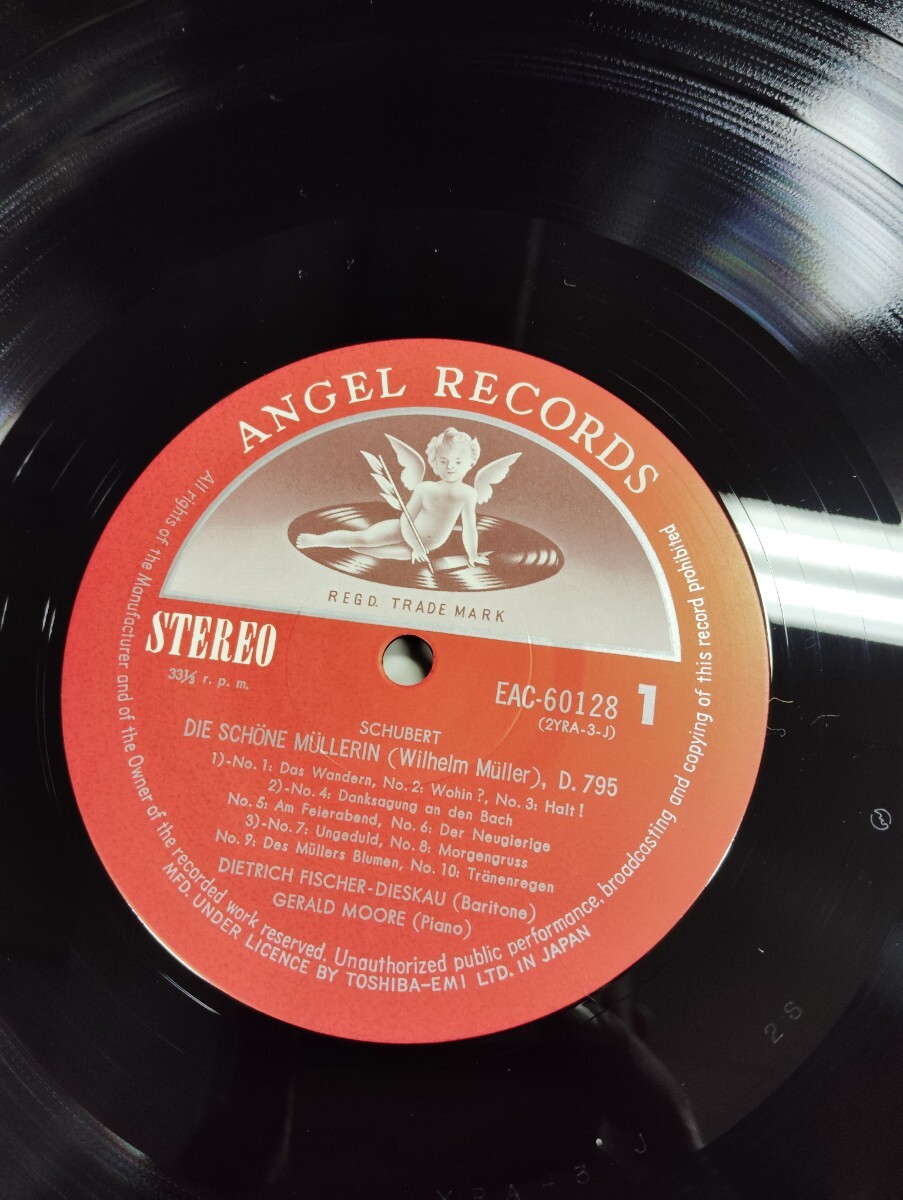 ANGEL RECORDS
REGD. TRADE MARK
STEREO
33⅓ r. p. m.
EAC-60128 1
(2YRA-3-J)
SCHUBERT
DIE SCHÖNE MÜLLERIN (Wilhelm Müller), D. 795
1)-No. 1: Das Wandern, No. 2: Wohin?, No. 3: Halt!
2)-No. 4: Danksagung an den Bach
No. 5: Am Feierabend, No. 6: Der Neugierige
3)-No. 7: Ungeduld, No. 8: Morgengruss
No. 9: Des Müllers Blumen, No. 10: Tränenregen
DIETRICH FISCHER-DIESKAU (Baritone)
GERALD MOORE (Piano)
All rights of the Manufacturer and of the Owner of the recorded work reserved. Unauthorized public performance, broadcasting and copying of this record prohibited
MFD. UNDER LICENCE BY TOSHIBA-EMI LTD. IN JAPAN
2S